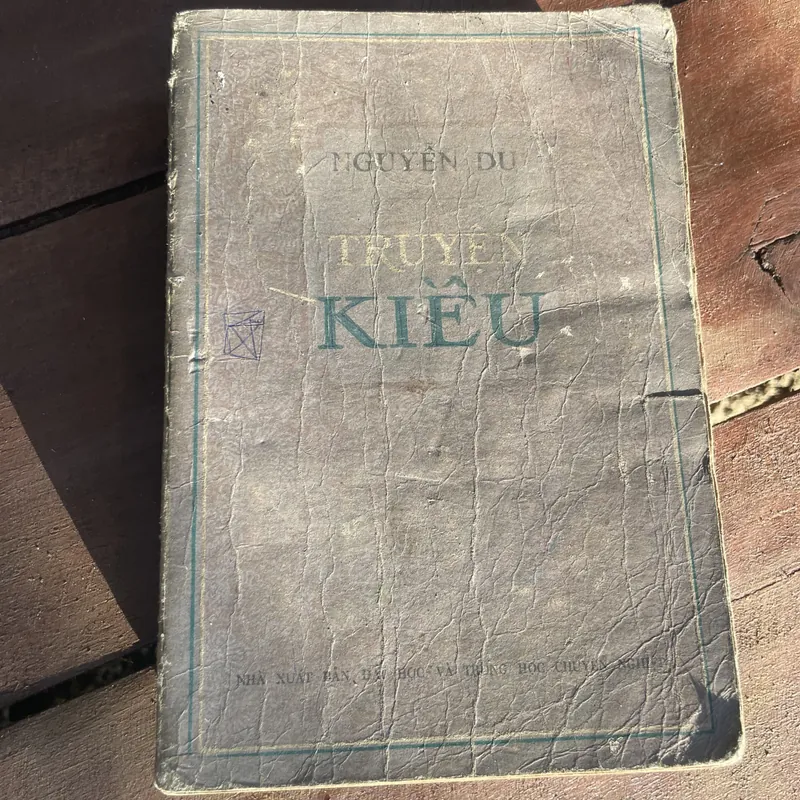 NGUYỄN DU
TRUYỆN
KIỀU
NHÀ XUẤT BẢN ĐẠI HỌC VÀ TRUNG HỌC CHUYÊN NGHIỆP